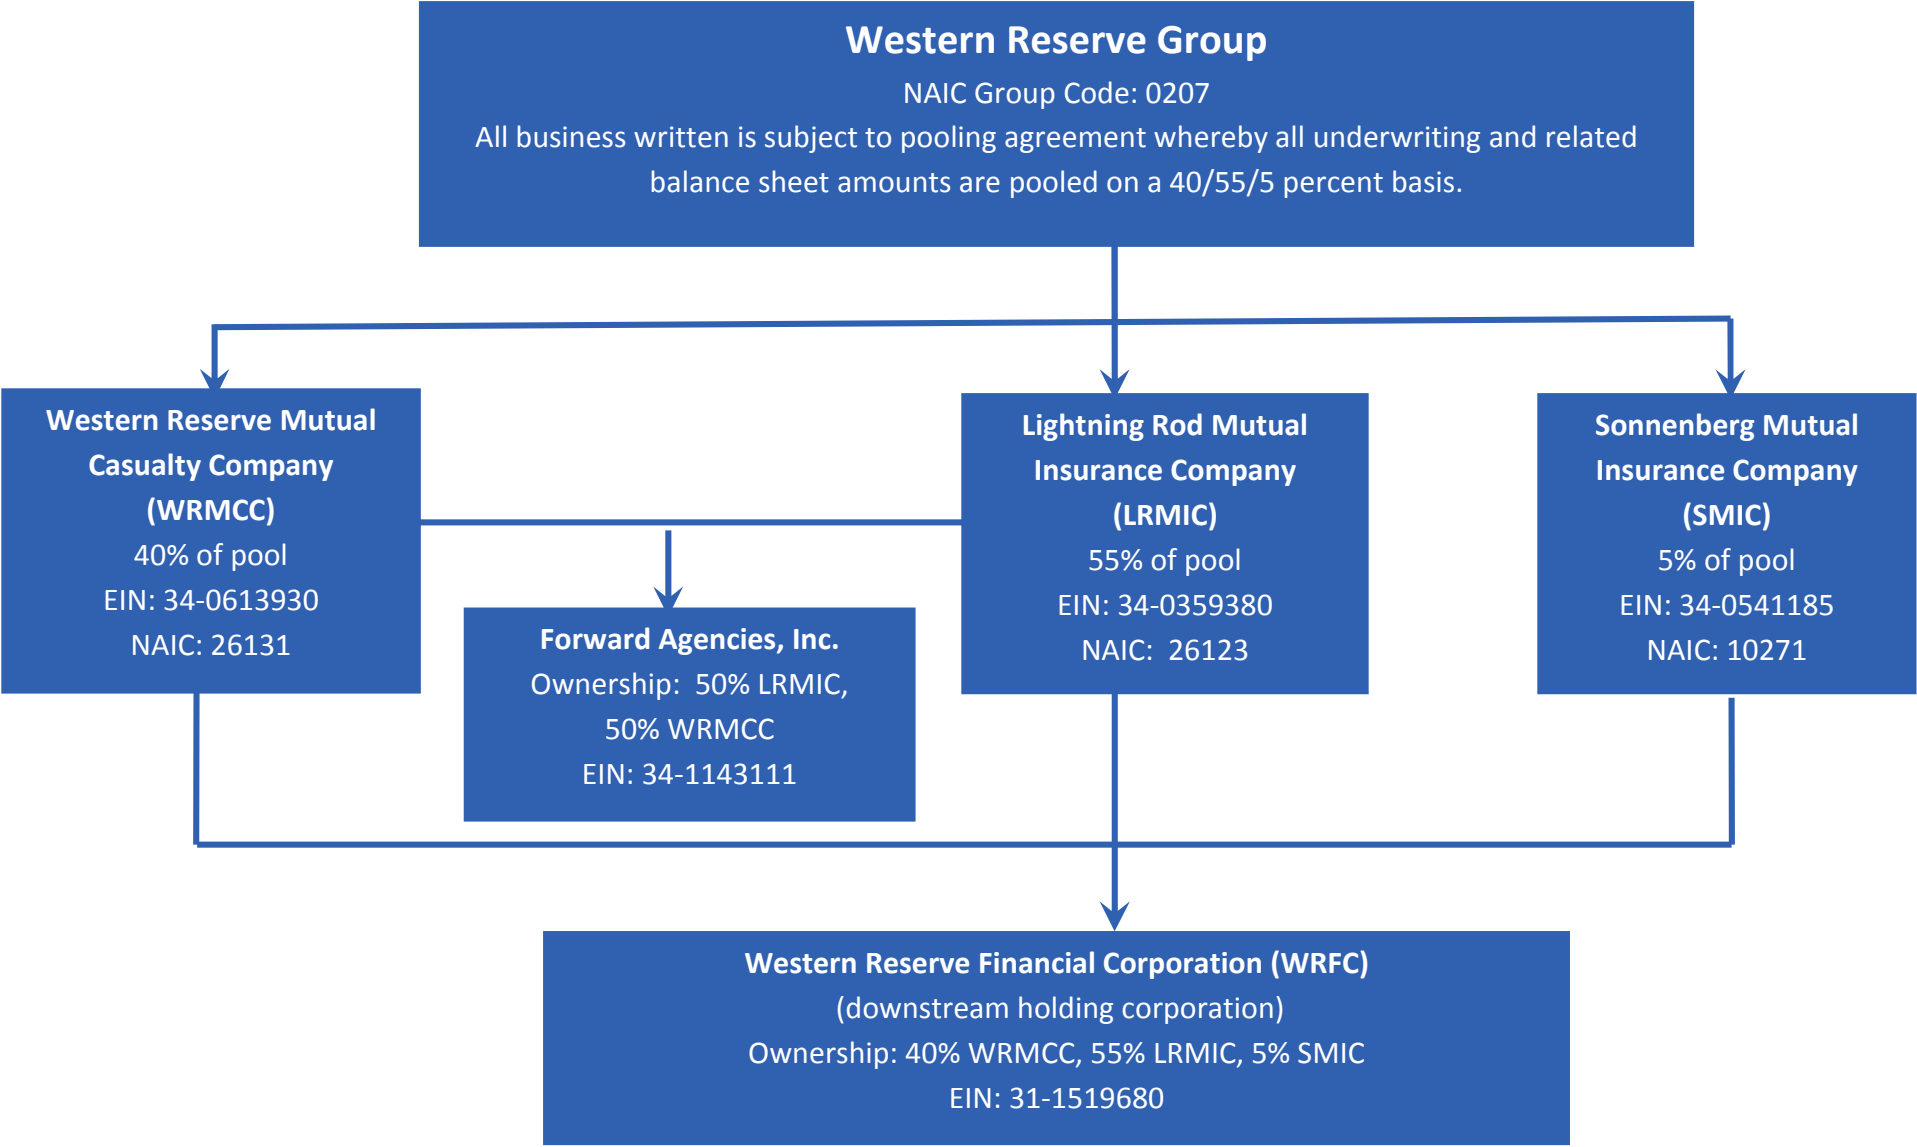 Western Reserve Group
NAIC Group Code: 0207
All business written is subject to pooling agreement whereby all underwriting and related
balance sheet amounts are pooled on a 40/55/5 percent basis.
Western Reserve Mutual
Casualty Company
(WRMCC)
40% of pool
EIN: 34-0613930
NAIC: 26131
Lightning Rod Mutual
Insurance Company
(LRMIC)
55% of pool
EIN: 34-0359380
NAIC:  26123
Sonnenberg Mutual
Insurance Company
(SMIC)
5% of pool
EIN: 34-0541185
NAIC: 10271
Forward Agencies, Inc.
Ownership:  50% LRMIC,
50% WRMCC
EIN: 34-1143111
Western Reserve Financial Corporation (WRFC)
(downstream holding corporation)
Ownership: 40% WRMCC, 55% LRMIC, 5% SMIC
EIN: 31-1519680